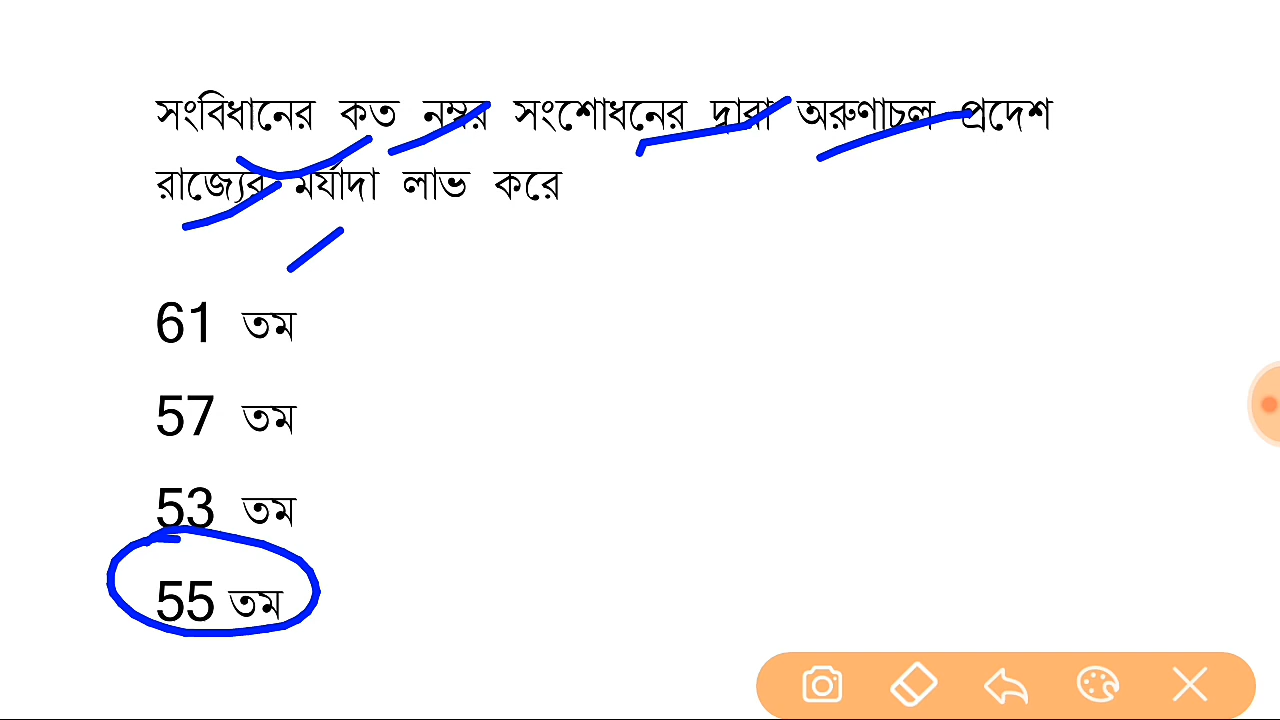 সংবিধানের কত নম্বর সংশোধনের দ্বারা অরুণাচল প্রদেশ
রাজ্যের মর্যাদা লাভ করে
61 তম
57 তম
53 তম
55 তম